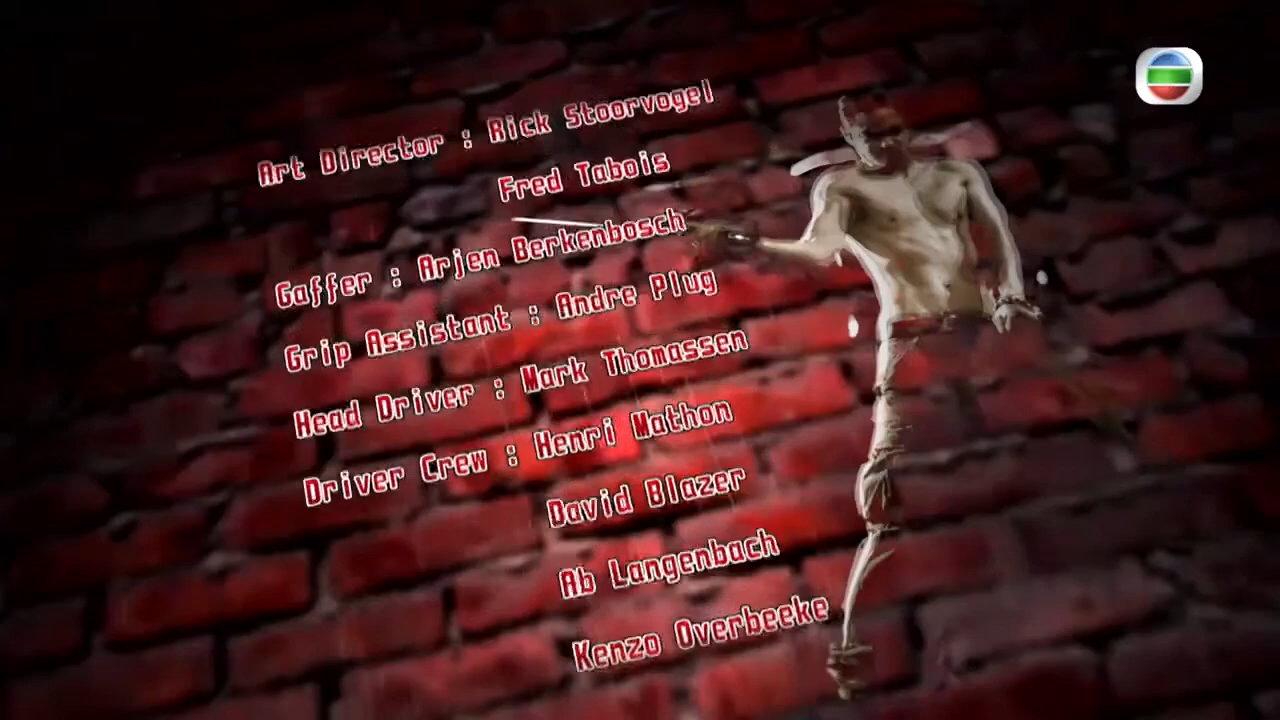 Art Director : Rick Stoorvogel
Fred Tabois
Gaffer : Arjen Berkenbosch
Grip Assistant : Andre Plug
Head Driver : Mark Thomassen
Driver Crew : Henri Mathon
David Blazer
Ab Langenbach
Kenzo Overbeeke